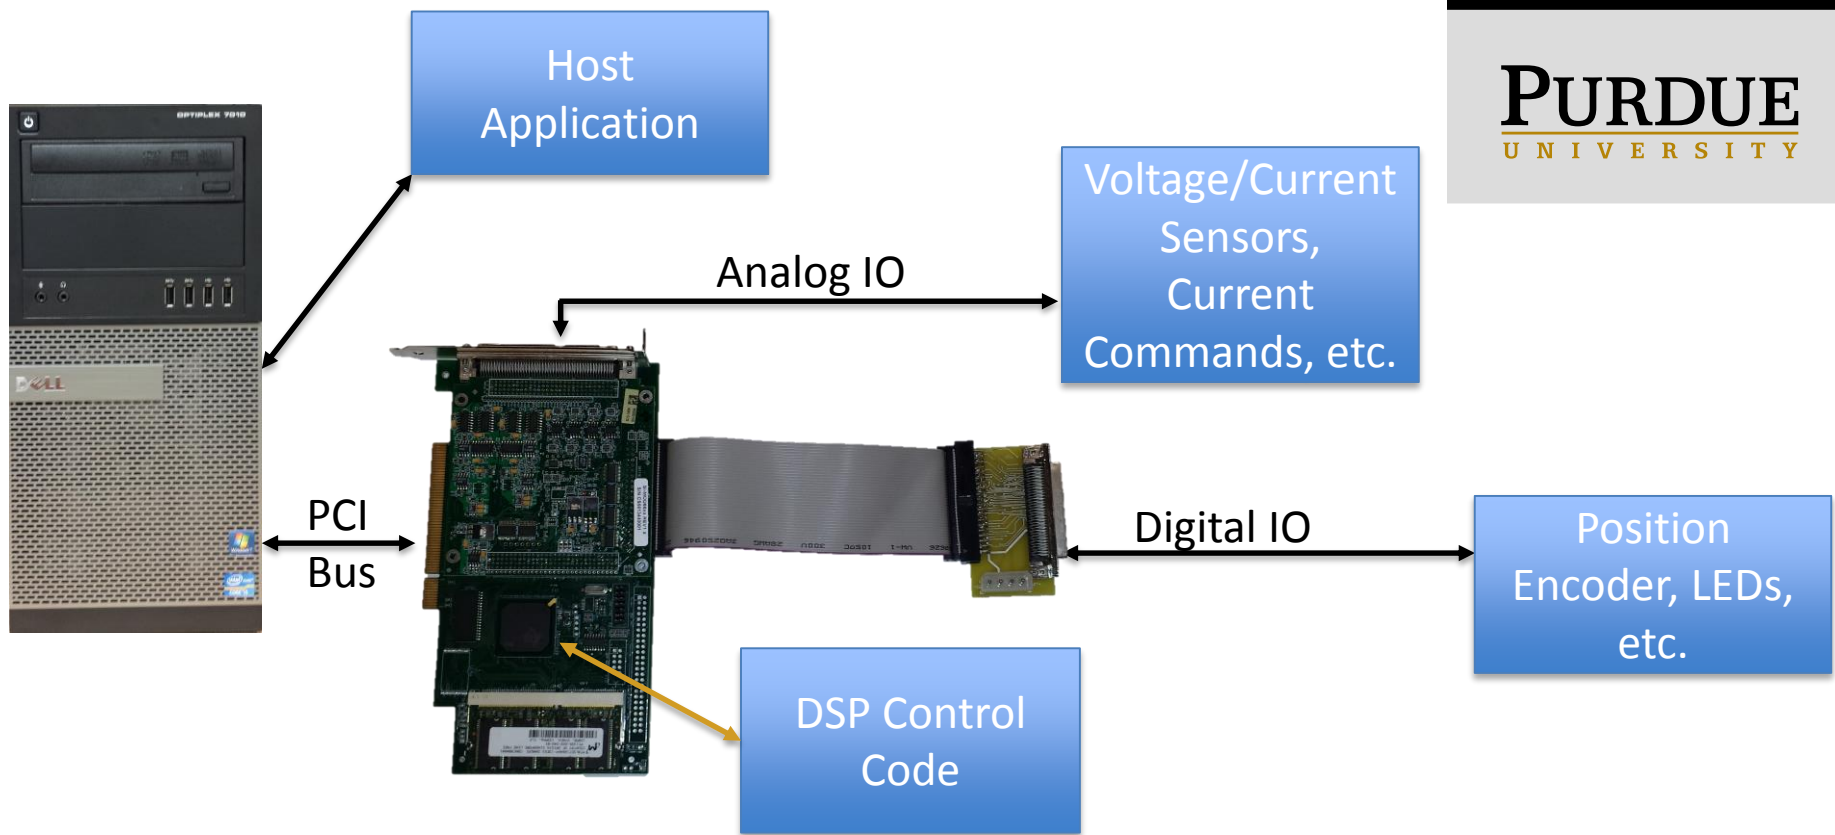 Host
Application
PURDUE
UNIVERSITY
OPTIPLEX 7010
Voltage/Current
Sensors,
Current
Commands, etc.
Analog IO
DELL
PCI
Bus
Digital IO
Position
Encoder, LEDs,
etc.
DSP Control
Code